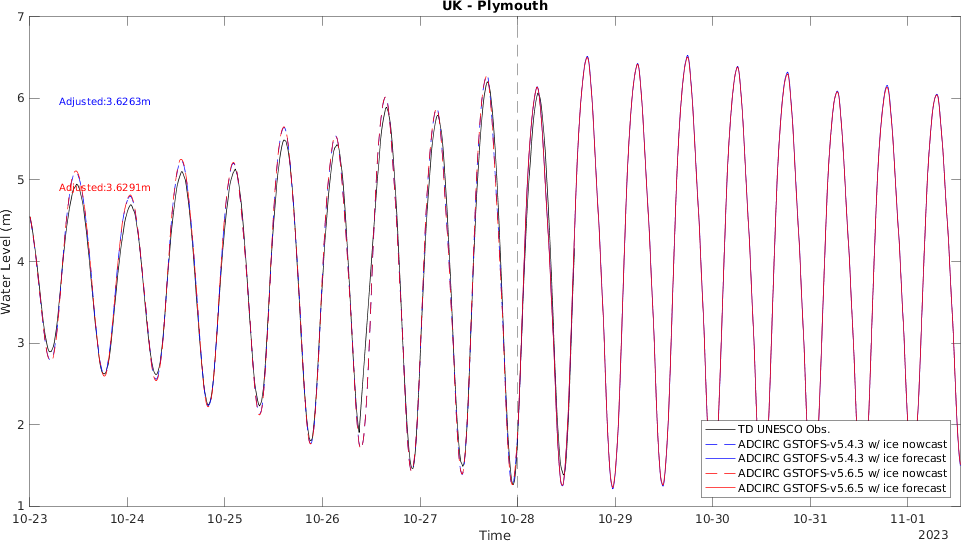 UK - Plymouth
7
6
5
4
3
2
1
Water Level (m)
Adjusted:3.6263m
Adjusted:3.6291m
TD UNESCO Obs.
ADCIRC GSTOFS-v5.4.3 w/ ice nowcast
ADCIRC GSTOFS-v5.4.3 w/ ice forecast
ADCIRC GSTOFS-v5.6.5 w/ ice nowcast
ADCIRC GSTOFS-v5.6.5 w/ ice forecast
10-23 10-24 10-25 10-26 10-27 10-28 10-29 10-30 10-31 11-01
Time
2023